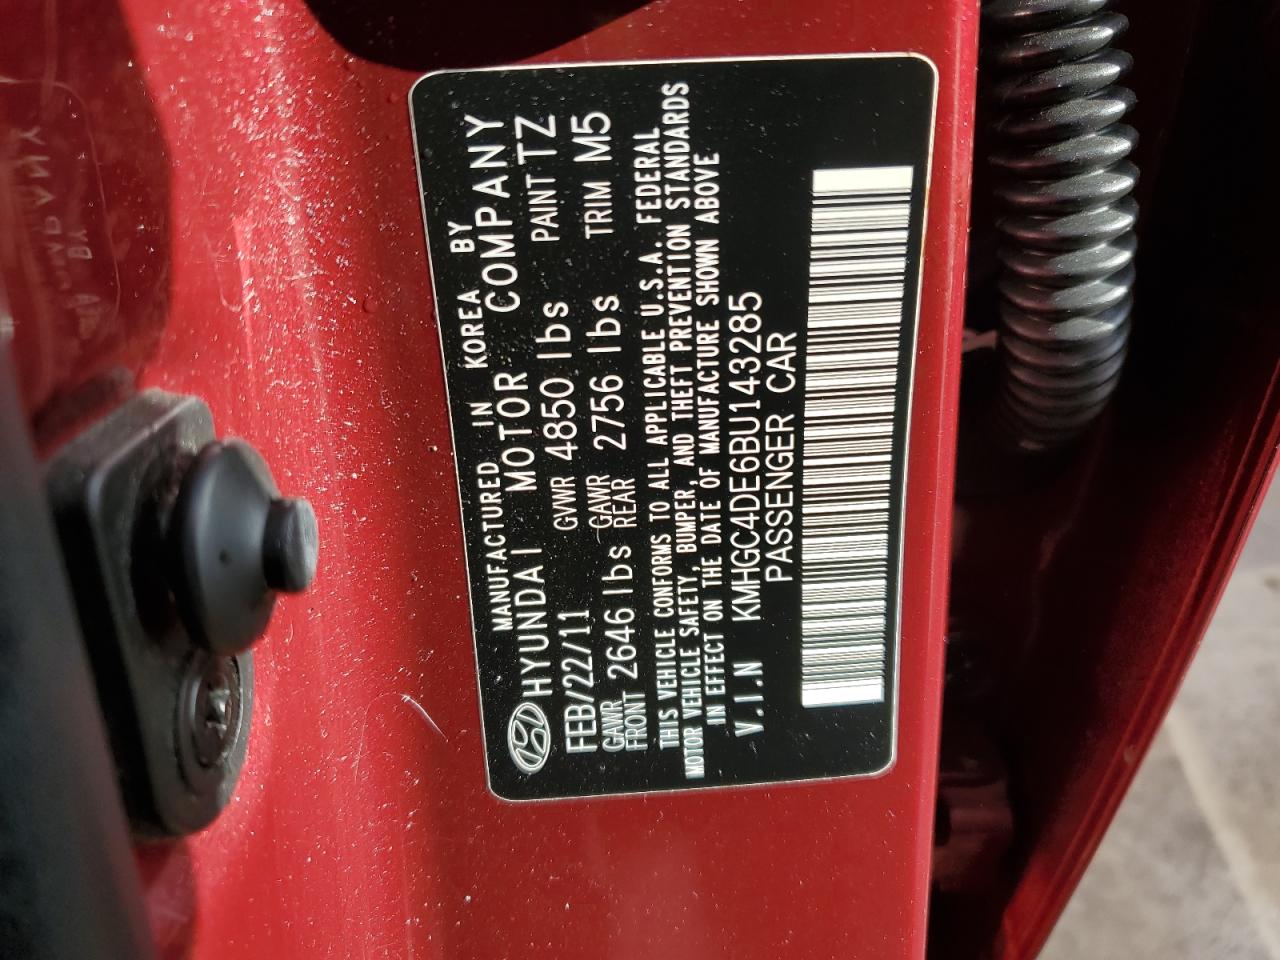 MANUFACTURED IN KOREA BY
HYUNDAI MOTOR COMPANY
FEB/22/11 GVWR 4850 lbs PAINT TZ
GAWR FRONT 2646 lbs GAWR REAR 2756 lbs TRIM M5
THIS VEHICLE CONFORMS TO ALL APPLICABLE U.S.A. FEDERAL
MOTOR VEHICLE SAFETY, BUMPER, AND THEFT PREVENTION STANDARDS
IN EFFECT ON THE DATE OF MANUFACTURE SHOWN ABOVE
V.I.N KMHGC4DE6BU143285
PASSENGER CAR